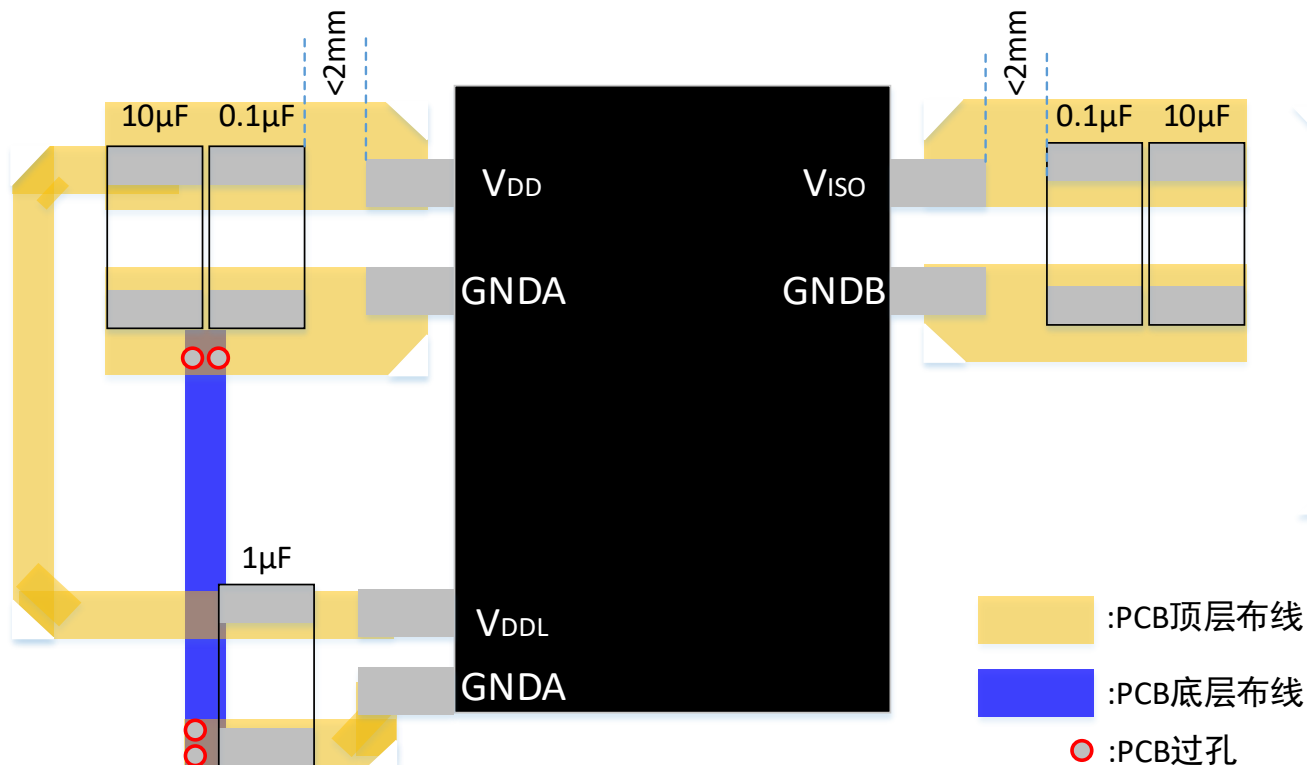 <2mm
<2mm
10μF 0.1μF
0.1μF 10μF
VDD
VISO
GNDA
GNDB
1μF
VDDL
GNDA
:PCB顶层布线
:PCB底层布线
:PCB过孔